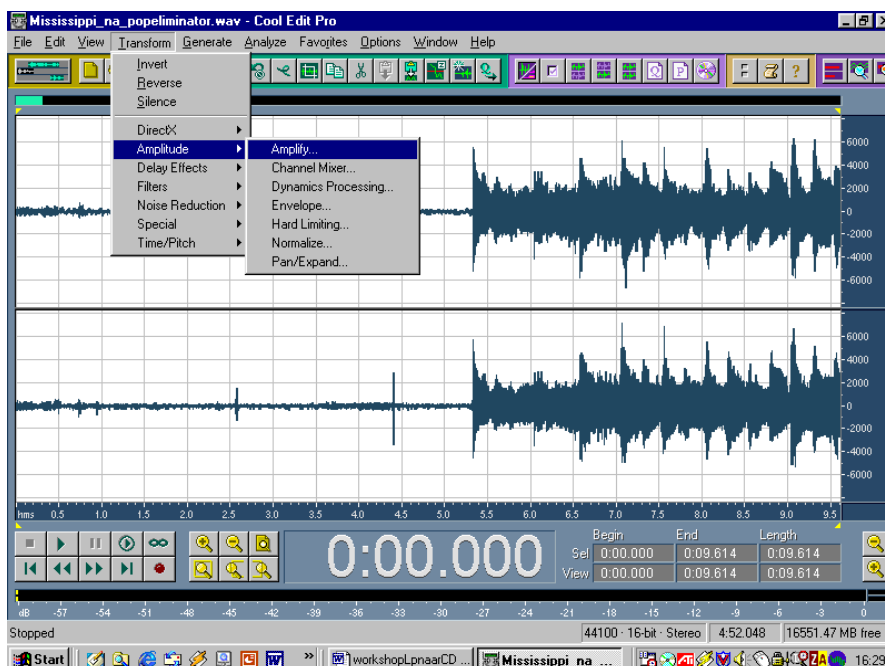 Mississippi_na_popeliminator.wav - Cool Edit Pro
File Edit View Transform Generate Analyze Favorites Options Window Help
Invert
Reverse
Silence
DirectX
Amplitude
Delay Effects
Filters
Noise Reduction
Special
Time/Pitch
Amplify...
Channel Mixer...
Dynamics Processing...
Envelope...
Hard Limiting...
Normalize...
Pan/Expand...
6000
4000
2000
0
-2000
-4000
-6000
6000
4000
2000
0
-2000
-4000
-6000
hms 0.5 1.0 1.5 2.0 2.5 3.0 3.5 4.0 4.5 5.0 5.5 6.0 6.5 7.0 7.5 8.0 8.5 9.0 9.5
0:00.000
Begin End Length
Sel 0:00.000 0:09.614 0:09.614
View 0:00.000 0:09.614 0:09.614
dB -57 -54 -51 -48 -45 -42 -39 -36 -33 -30 -27 -24 -21 -18 -15 -12 -9 -6 -3 0
Stopped 44100 · 16-bit · Stereo 4:52.048 16551.47 MB free
Start » workshopLpnaarCD ... Mississippi_na ... 16:29